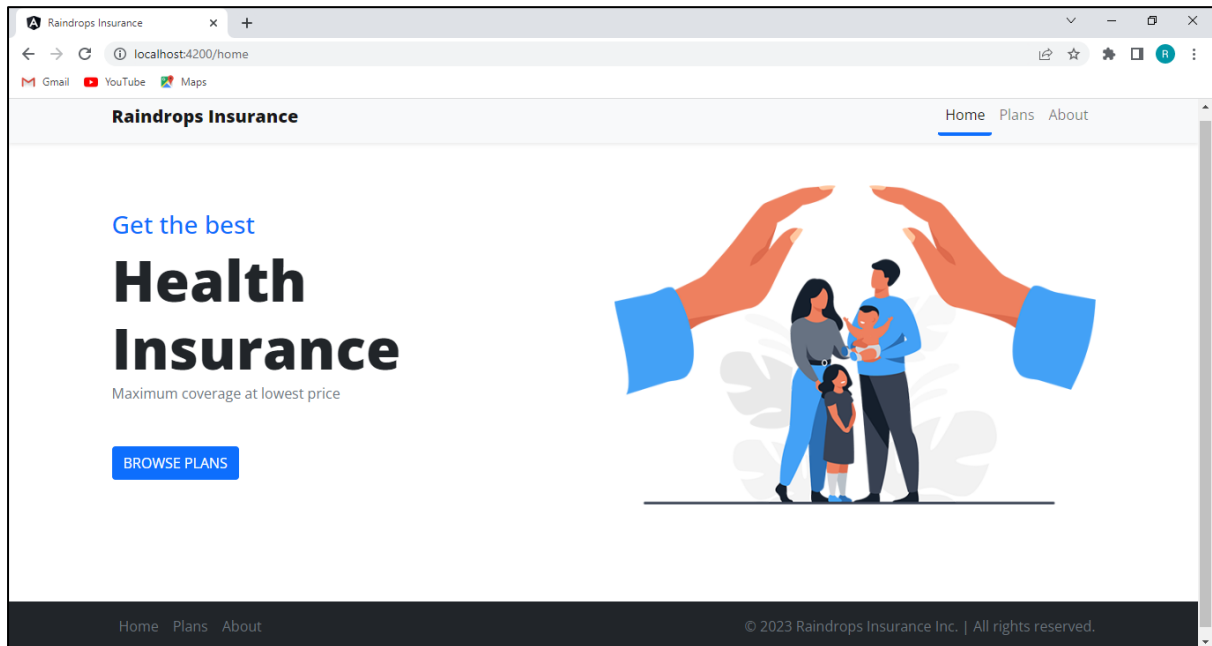 Raindrops Insurance
localhost:4200/home
R
Gmail YouTube Maps
Raindrops Insurance
Home Plans About
Get the best
Health
Insurance
Maximum coverage at lowest price
BROWSE PLANS
Home Plans About
© 2023 Raindrops Insurance Inc. | All rights reserved.